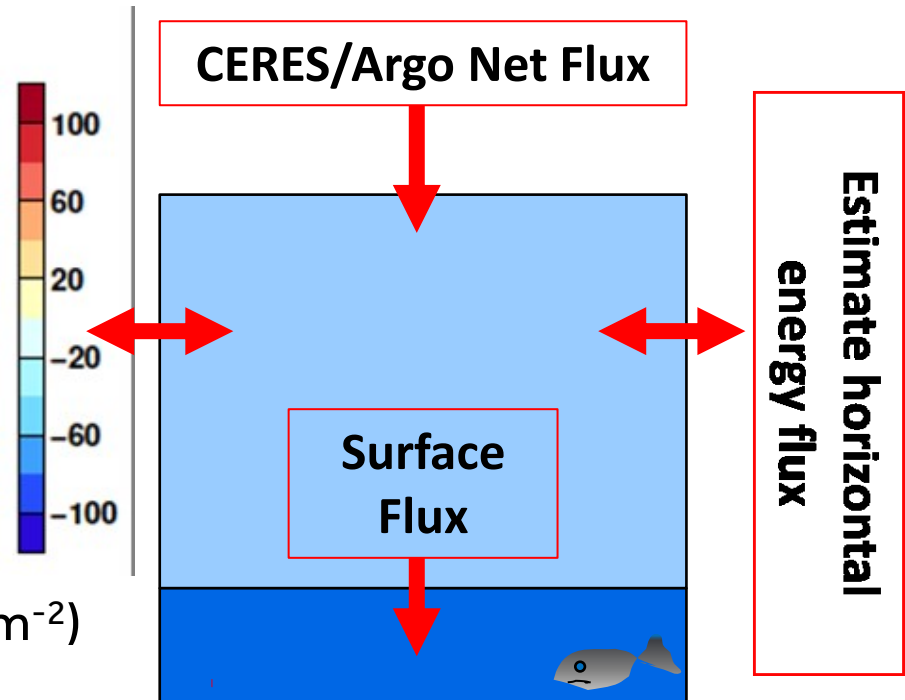 CERES/Argo Net Flux
100
60
20
−20
−60
−100
m⁻²)
Surface
Flux
Estimate horizontal
energy flux